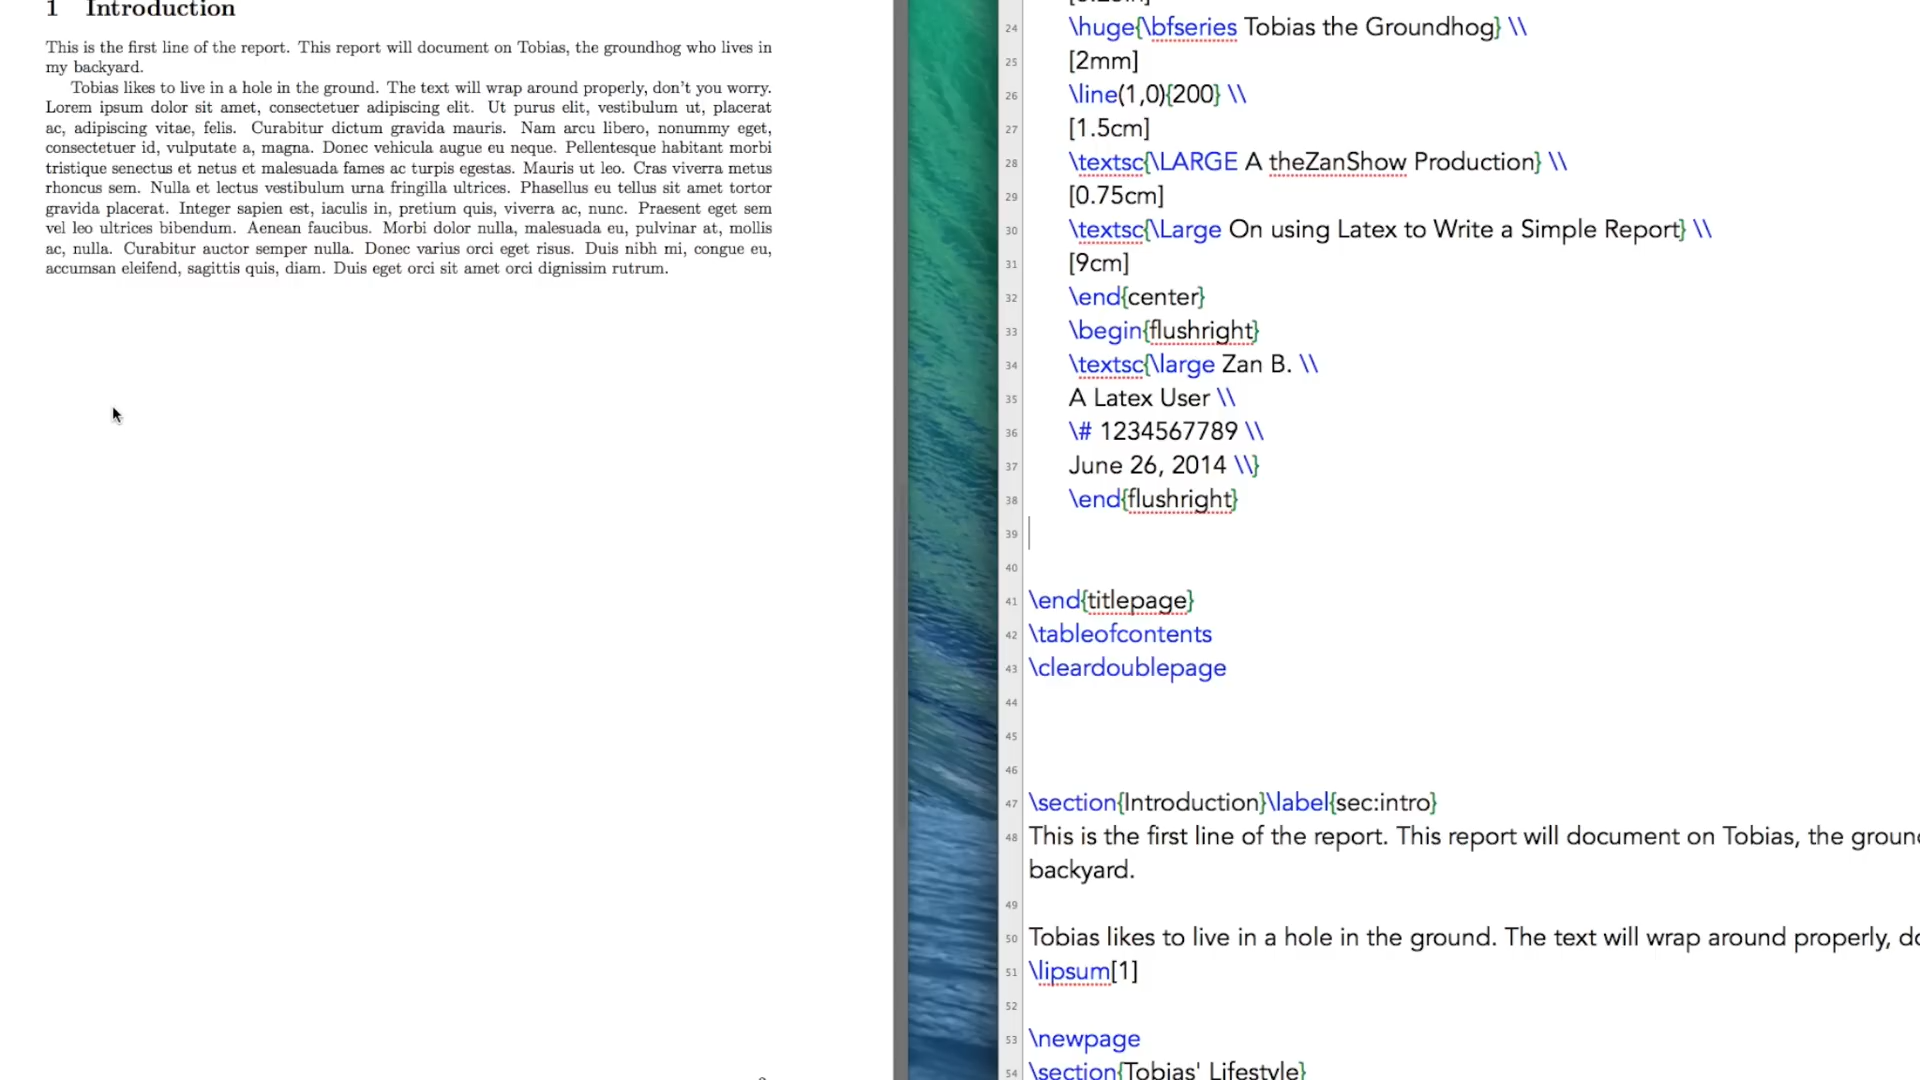 1 Introduction
This is the first line of the report. This report will document on Tobias, the groundhog who lives in
my backyard.
Tobias likes to live in a hole in the ground. The text will wrap around properly, don't you worry.
Lorem ipsum dolor sit amet, consectetuer adipiscing elit. Ut purus elit, vestibulum ut, placerat
ac, adipiscing vitae, felis. Curabitur dictum gravida mauris. Nam arcu libero, nonummy eget,
consectetuer id, vulputate a, magna. Donec vehicula augue eu neque. Pellentesque habitant morbi
tristique senectus et netus et malesuada fames ac turpis egestas. Mauris ut leo. Cras viverra metus
rhoncus sem. Nulla et lectus vestibulum urna fringilla ultrices. Phasellus eu tellus sit amet tortor
gravida placerat. Integer sapien est, iaculis in, pretium quis, viverra ac, nunc. Praesent eget sem
vel leo ultrices bibendum. Aenean faucibus. Morbi dolor nulla, malesuada eu, pulvinar at, mollis
ac, nulla. Curabitur auctor semper nulla. Donec varius orci eget risus. Duis nibh mi, congue eu,
accumsan eleifend, sagittis quis, diam. Duis eget orci sit amet orci dignissim rutrum.
24 \huge{\bfseries Tobias the Groundhog} \\
25 [2mm]
26 \line(1,0){200} \\
27 [1.5cm]
28 \textsc{\LARGE A theZanShow Production} \\
29 [0.75cm]
30 \textsc{\Large On using Latex to Write a Simple Report} \\
31 [9cm]
32 \end{center}
33 \begin{flushright}
34 \textsc{\large Zan B. \\
35 A Latex User \\
36 \# 1234567789 \\
37 June 26, 2014 \\}
38 \end{flushright}
39
40
41 \end{titlepage}
42 \tableofcontents
43 \cleardoublepage
44
45
46
47 \section{Introduction}\label{sec:intro}
48 This is the first line of the report. This report will document on Tobias, the groun
backyard.
49
50 Tobias likes to live in a hole in the ground. The text will wrap around properly, do
51 \lipsum[1]
52
53 \newpage
54 \section{Tobias' Lifestyle}